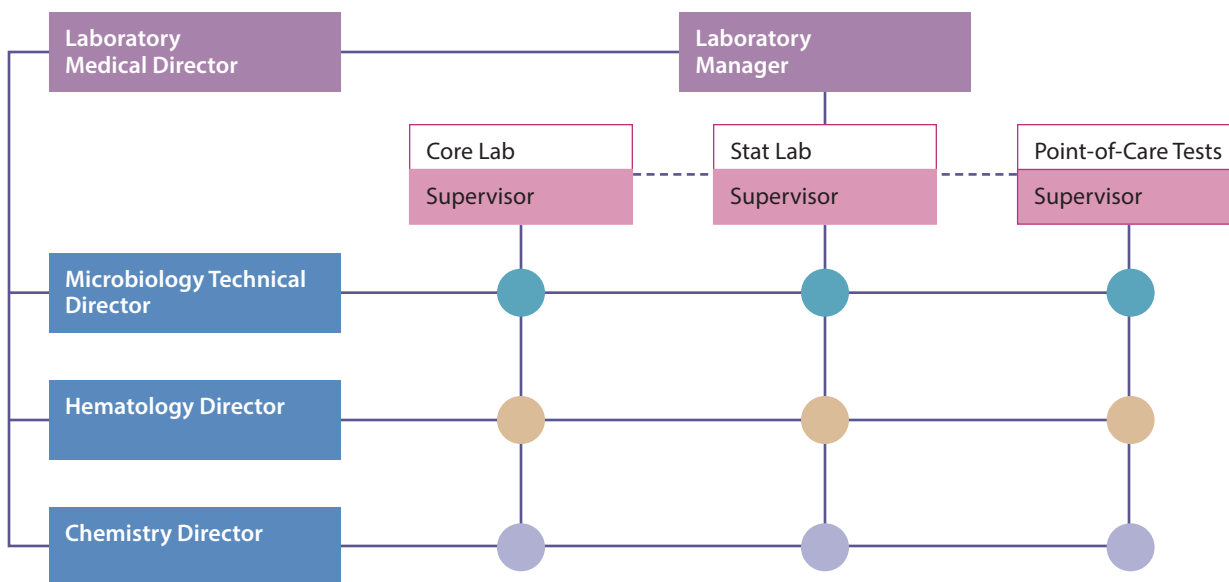 Laboratory
Medical Director
Laboratory
Manager
Core Lab
Supervisor
Stat Lab
Supervisor
Point-of-Care Tests
Supervisor
Microbiology Technical
Director
Hematology Director
Chemistry Director